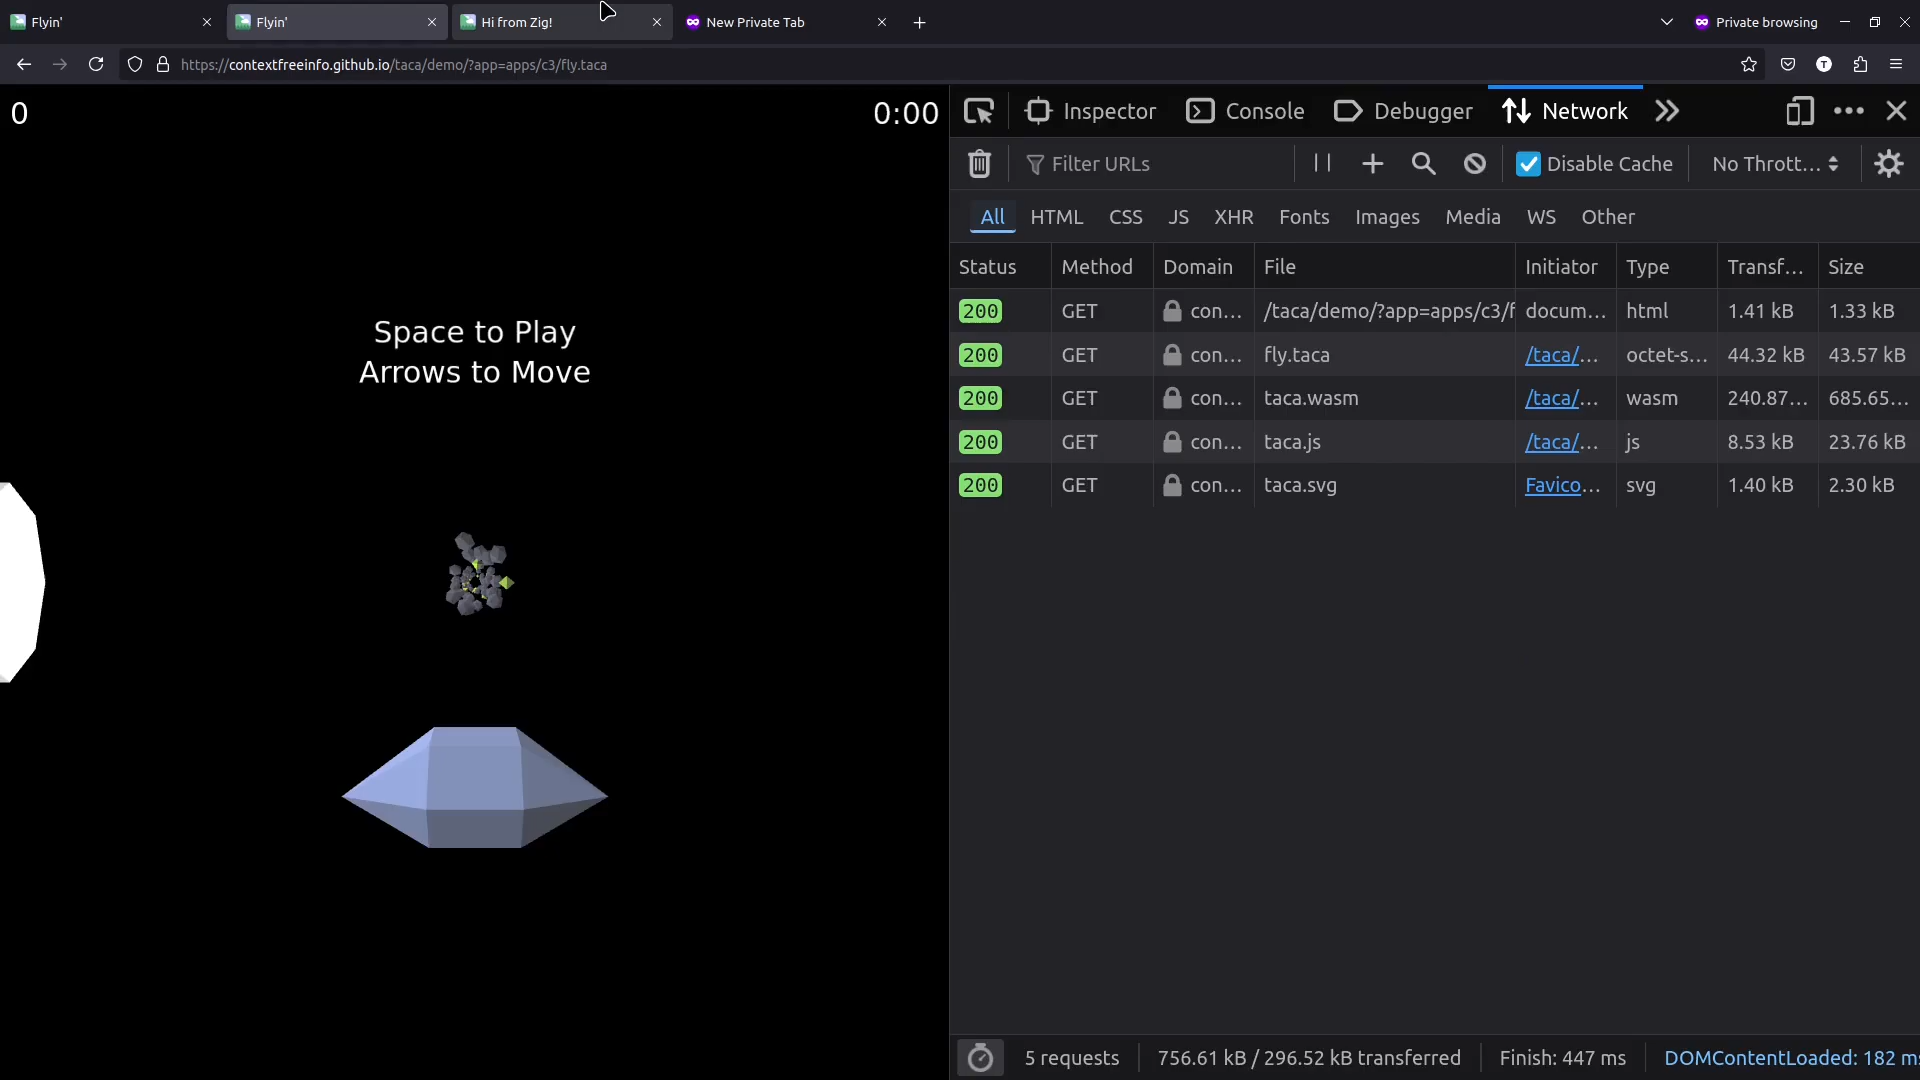 Flyin'
Flyin'
Hi from Zig!
New Private Tab
Private browsing
https://contextfreeinfo.github.io/taca/demo/?app=apps/c3/fly.taca
0
0:00
Space to Play
Arrows to Move
Inspector
Console
Debugger
Network
Filter URLs
Disable Cache
No Thrott…
All HTML CSS JS XHR Fonts Images Media WS Other
Status Method Domain File Initiator Type Transf… Size
200 GET con… /taca/demo/?app=apps/c3/f docum… html 1.41 kB 1.33 kB
200 GET con… fly.taca /taca/… octet-s… 44.32 kB 43.57 kB
200 GET con… taca.wasm /taca/… wasm 240.87… 685.65…
200 GET con… taca.js /taca/… js 8.53 kB 23.76 kB
200 GET con… taca.svg Favico… svg 1.40 kB 2.30 kB
5 requests
756.61 kB / 296.52 kB transferred
Finish: 447 ms
DOMContentLoaded: 182 ms